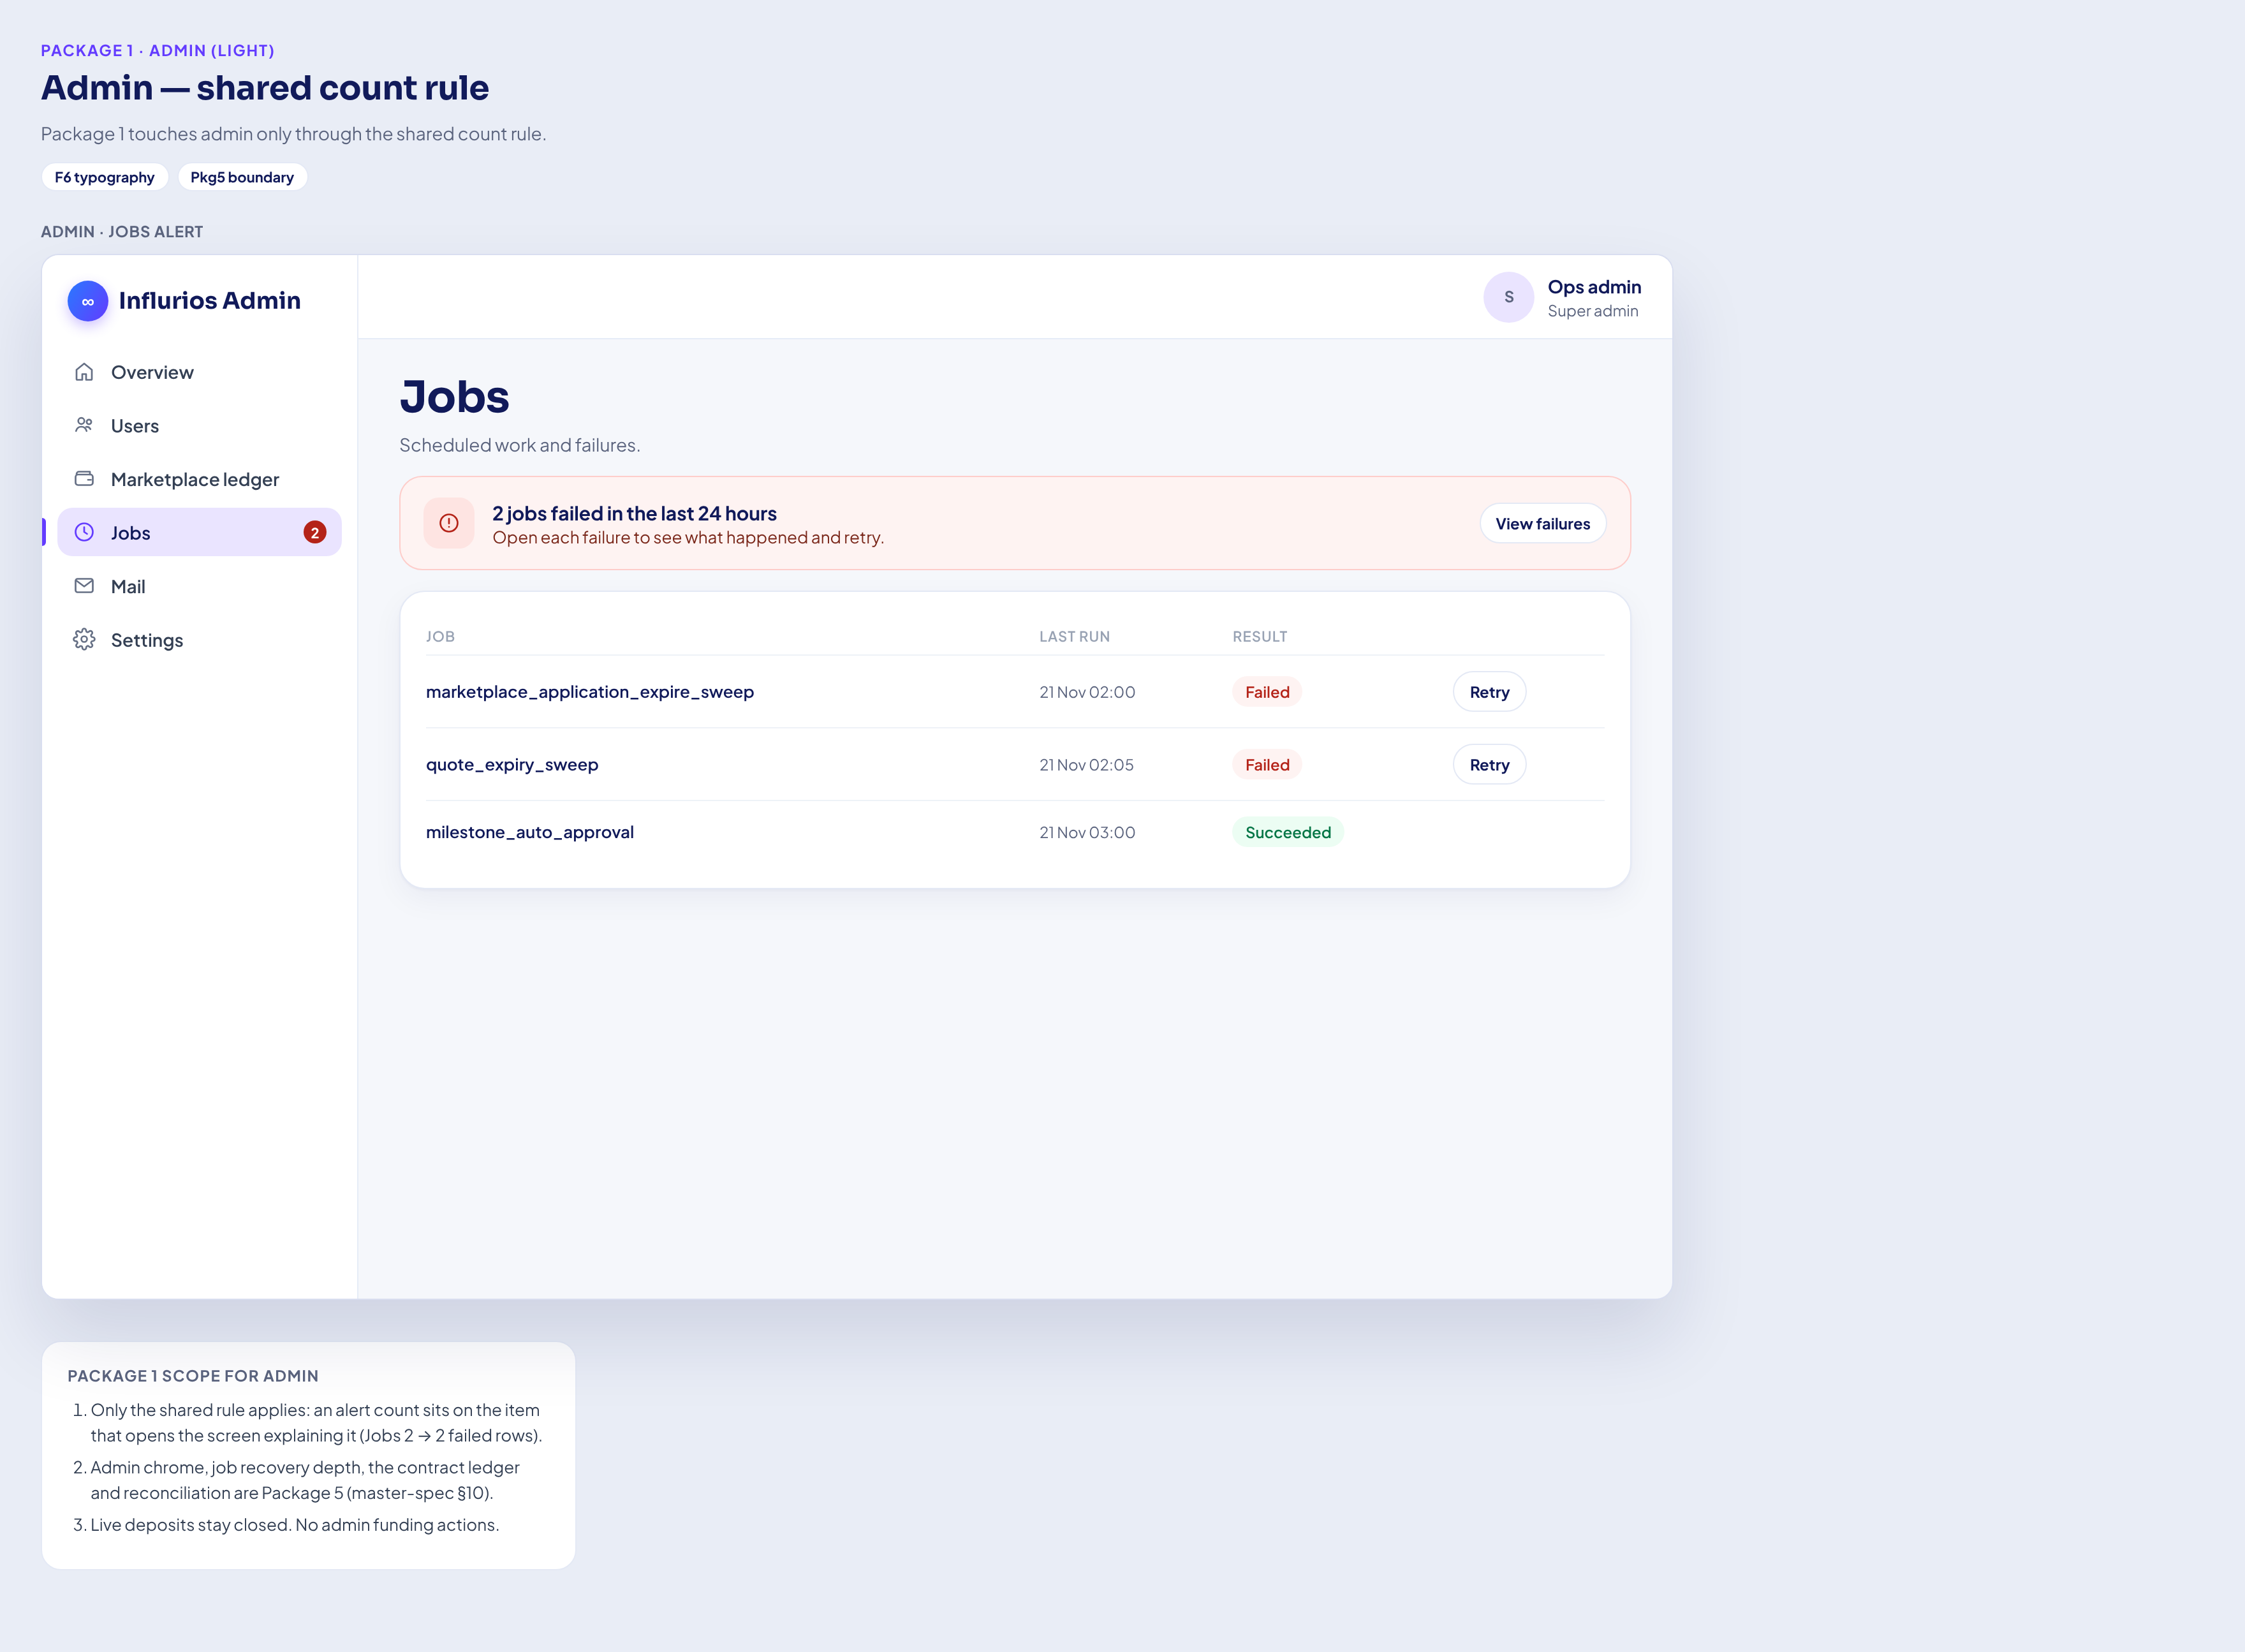 PACKAGE 1 · ADMIN (LIGHT)
Admin — shared count rule
Package 1 touches admin only through the shared count rule.
F6 typography
Pkg5 boundary
ADMIN · JOBS ALERT
∞ Influrios Admin
S
Ops admin
Super admin
Overview
Users
Marketplace ledger
Jobs 2
Mail
Settings
Jobs
Scheduled work and failures.
2 jobs failed in the last 24 hours
Open each failure to see what happened and retry.
View failures
JOB LAST RUN RESULT
marketplace_application_expire_sweep 21 Nov 02:00 Failed Retry
quote_expiry_sweep 21 Nov 02:05 Failed Retry
milestone_auto_approval 21 Nov 03:00 Succeeded
PACKAGE 1 SCOPE FOR ADMIN
1. Only the shared rule applies: an alert count sits on the item
that opens the screen explaining it (Jobs 2 → 2 failed rows).
2. Admin chrome, job recovery depth, the contract ledger
and reconciliation are Package 5 (master-spec §10).
3. Live deposits stay closed. No admin funding actions.